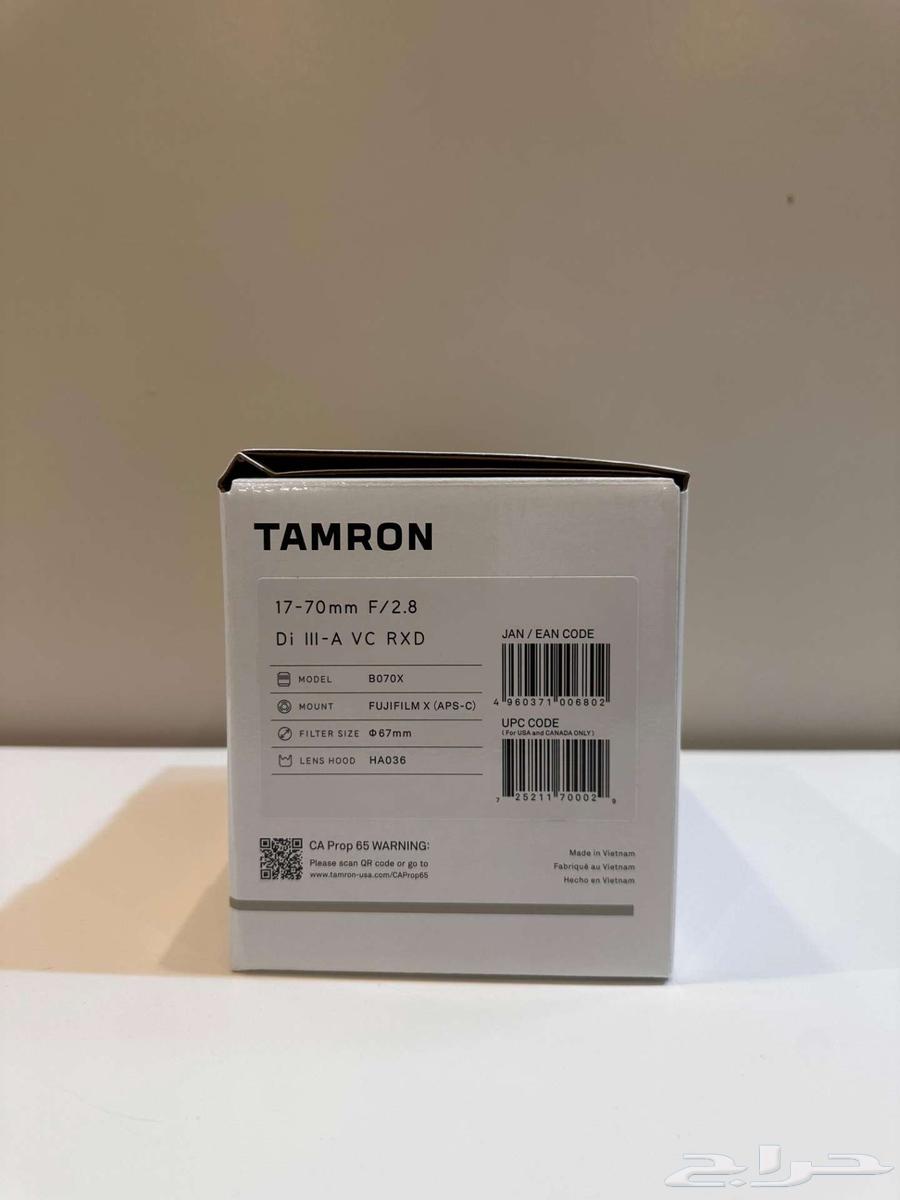 TAMRON
17-70mm F/2.8
Di III-A VC RXD
MODEL B070X
MOUNT FUJIFILM X (APS-C)
FILTER SIZE Φ67mm
LENS HOOD HA036
JAN / EAN CODE
4 960371 006802
UPC CODE
( For USA and CANADA ONLY )
7 25211 70002 9
CA Prop 65 WARNING:
Please scan QR code or go to
www.tamron-usa.com/CAProp65
Made in Vietnam
Fabriqué au Vietnam
Hecho en Vietnam
حراج